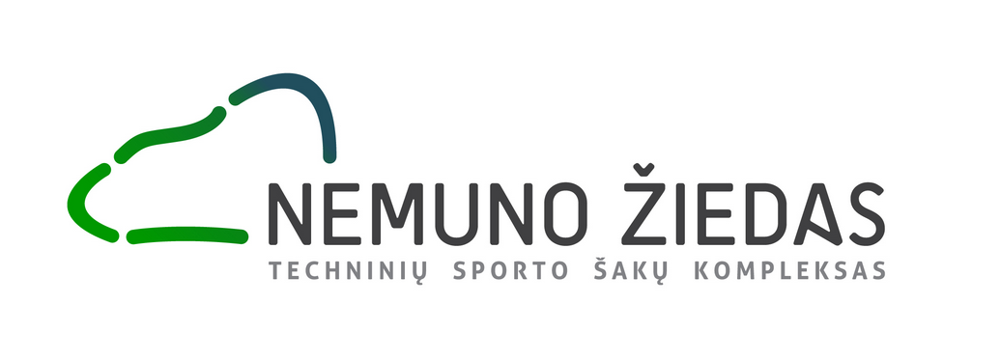 NEMUNO ŽIEDAS
TECHNINIŲ SPORTO ŠAKŲ KOMPLEKSAS